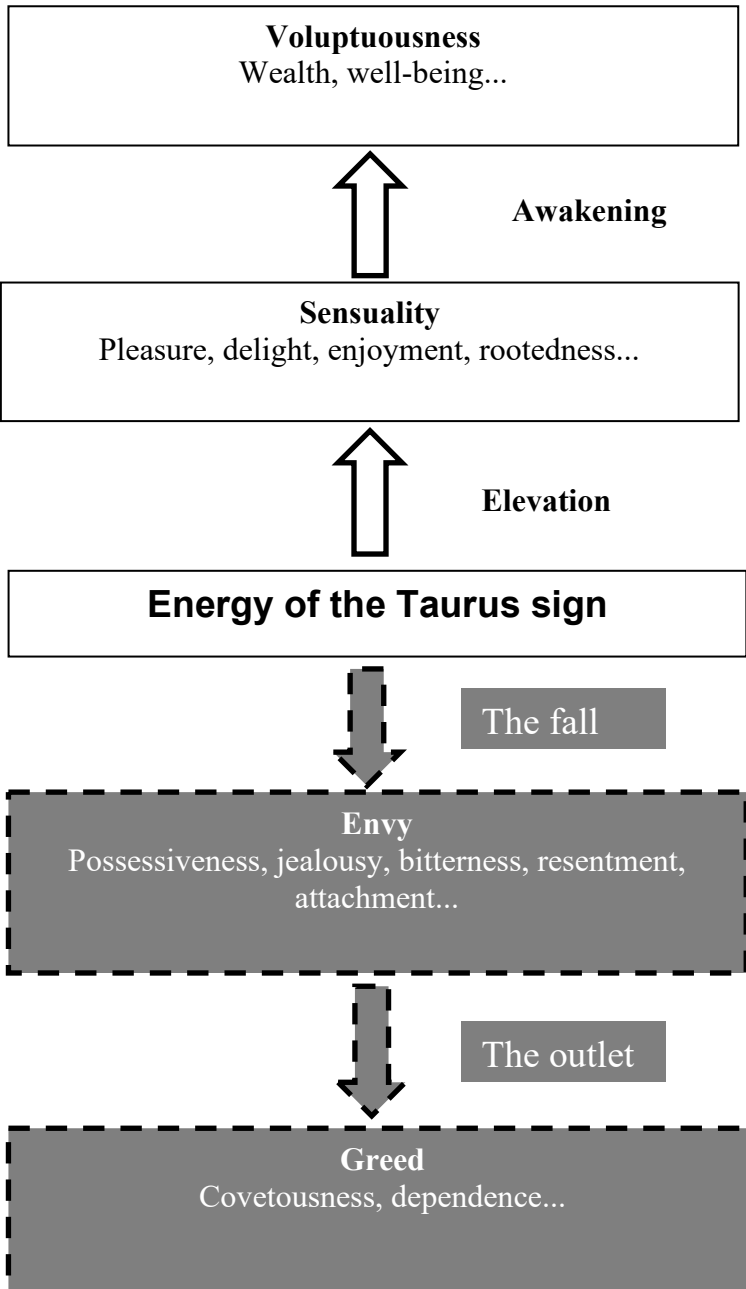 Voluptuousness
Wealth, well-being...
Awakening
Sensuality
Pleasure, delight, enjoyment, rootedness...
Elevation
Energy of the Taurus sign
The fall
Envy
Possessiveness, jealousy, bitterness, resentment,
attachment...
The outlet
Greed
Covetousness, dependence...